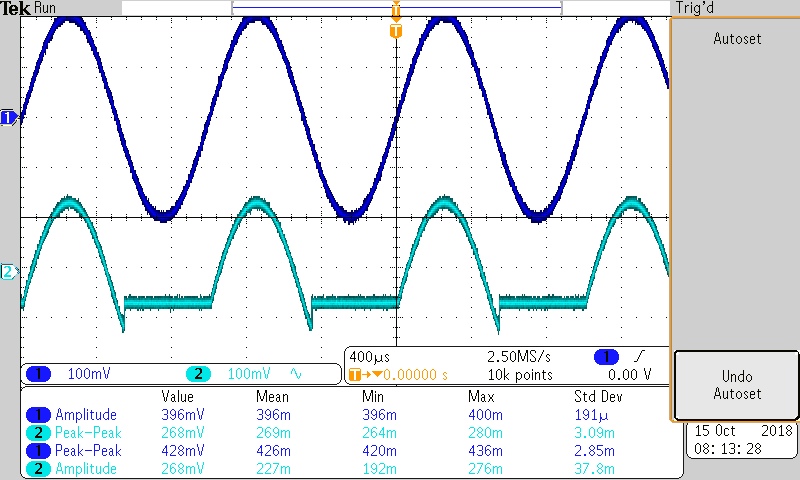 Tek Run Trig'd
T
T
Autoset
1
2
1 100mV 2 100mV
400µs 2.50MS/s 1
T 0.00000 s 10k points 0.00 V
Undo
Autoset
Value Mean Min Max Std Dev
1 Amplitude 396mV 396m 396m 400m 191µ
2 Peak-Peak 268mV 269m 264m 280m 3.09m
1 Peak-Peak 428mV 426m 420m 436m 2.85m
2 Amplitude 268mV 227m 192m 276m 37.8m
15 Oct 2018
08:13:28